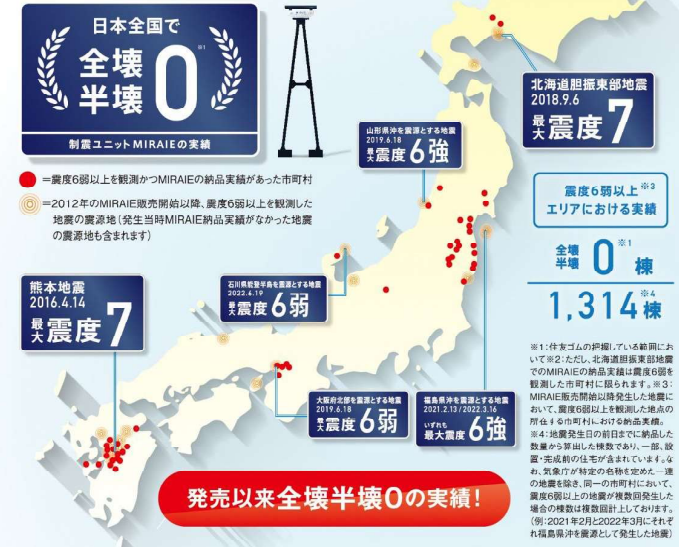 日本全国で
全壊
半壊
0
※1
制震ユニットMIRAIEの実績
=震度6弱以上を観測かつMIRAIEの納品実績があった市町村
=2012年のMIRAIE販売開始以降、震度6弱以上を観測した
地震の震源地(発生当時MIRAIE納品実績がなかった地震
の震源地も含まれます)
北海道胆振東部地震
2018.9.6
最大震度7
山形県沖を震源とする地震
2019.6.18
最大震度6強
震度6弱以上※3
エリアにおける実績
全壊
半壊
0※1棟
1,314※4棟
石川県能登半島を震源とする地震
2022.6.19
最大震度6弱
熊本地震
2016.4.14
最大震度7
大阪府北部を震源とする地震
2019.6.18
最大震度6弱
福島県沖を震源とする地震
2021.2.13/2022.3.16
いずれも
最大震度6強
発売以来全壊半壊0の実績!
※1:住友ゴムの把握している範囲にお
いて※2:ただし、北海道胆振東部地震
でのMIRAIEの納品実績は震度6弱を
観測した市町村に限られます。※3:
MIRAIE販売開始以降発生した地震に
おいて、震度6弱以上を観測した地点の
所在する市町村における納品実績。
※4:地震発生日の前日までに納品した
数量から算出した棟数であり、一部、設
置・完成前の住宅が含まれています。な
お、気象庁が特定の名称を定めた一連
の地震を除き、同一の市町村において、
震度6弱以上の地震が複数回発生した
場合の棟数は複数回計上しております。
(例:2021年2月と2022年3月にそれぞ
れ福島県沖を震源として発生した地震)